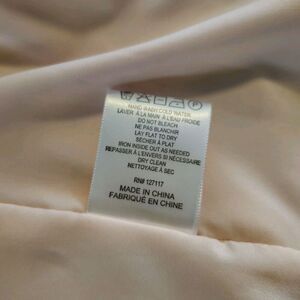 HAND WASH COLD WATER
LAVER À LA MAIN À L'EAU FROIDE
DO NOT BLEACH
NE PAS BLANCHIR
LAY FLAT TO DRY
SÉCHER À PLAT
IRON INSIDE OUT AS NEEDED
REPASSER À L'ENVERS SI NÉCESSAIRE
DRY CLEAN
NETTOYAGE À SEC
RN# 127117
MADE IN CHINA
FABRIQUÉ EN CHINE